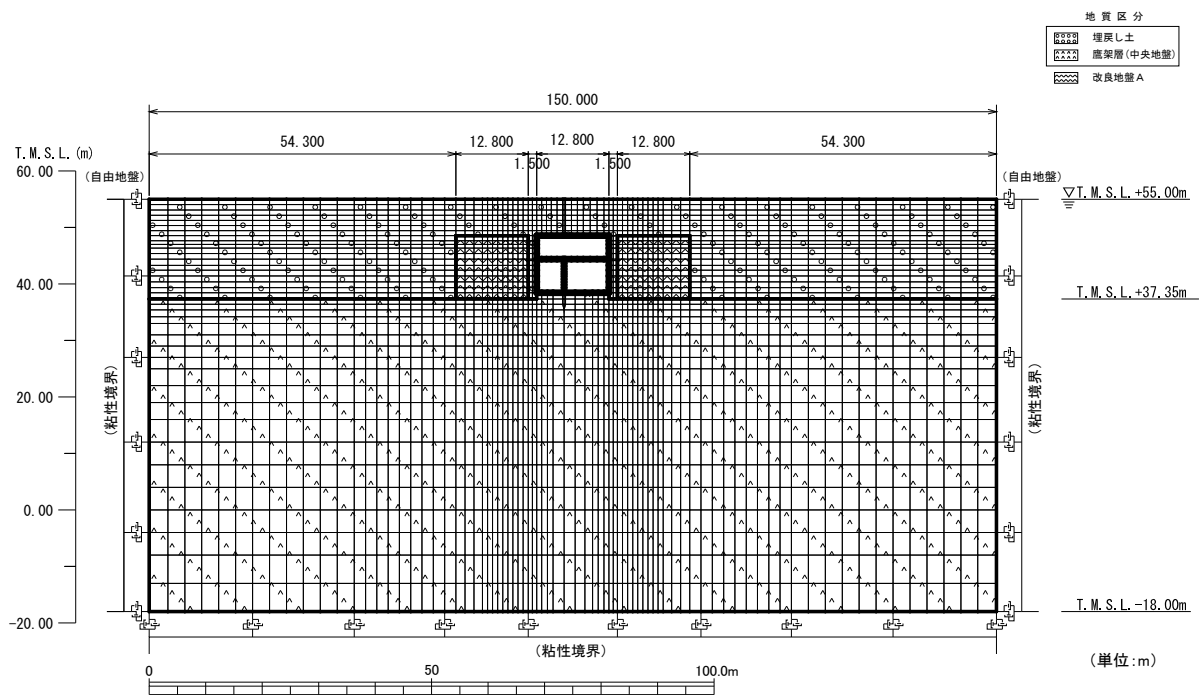 地質区分
埋戻し土
鷹架層(中央地盤)
改良地盤A
150.000
54.300
12.800
12.800
12.800
54.300
1.500
1.500
T.M.S.L.(m)
60.00
40.00
20.00
0.00
-20.00
(自由地盤)
(自由地盤)
▽T.M.S.L.+55.00m
T.M.S.L.+37.35m
T.M.S.L.-18.00m
(粘性境界)
(粘性境界)
(粘性境界)
(単位:m)
0
50
100.0m